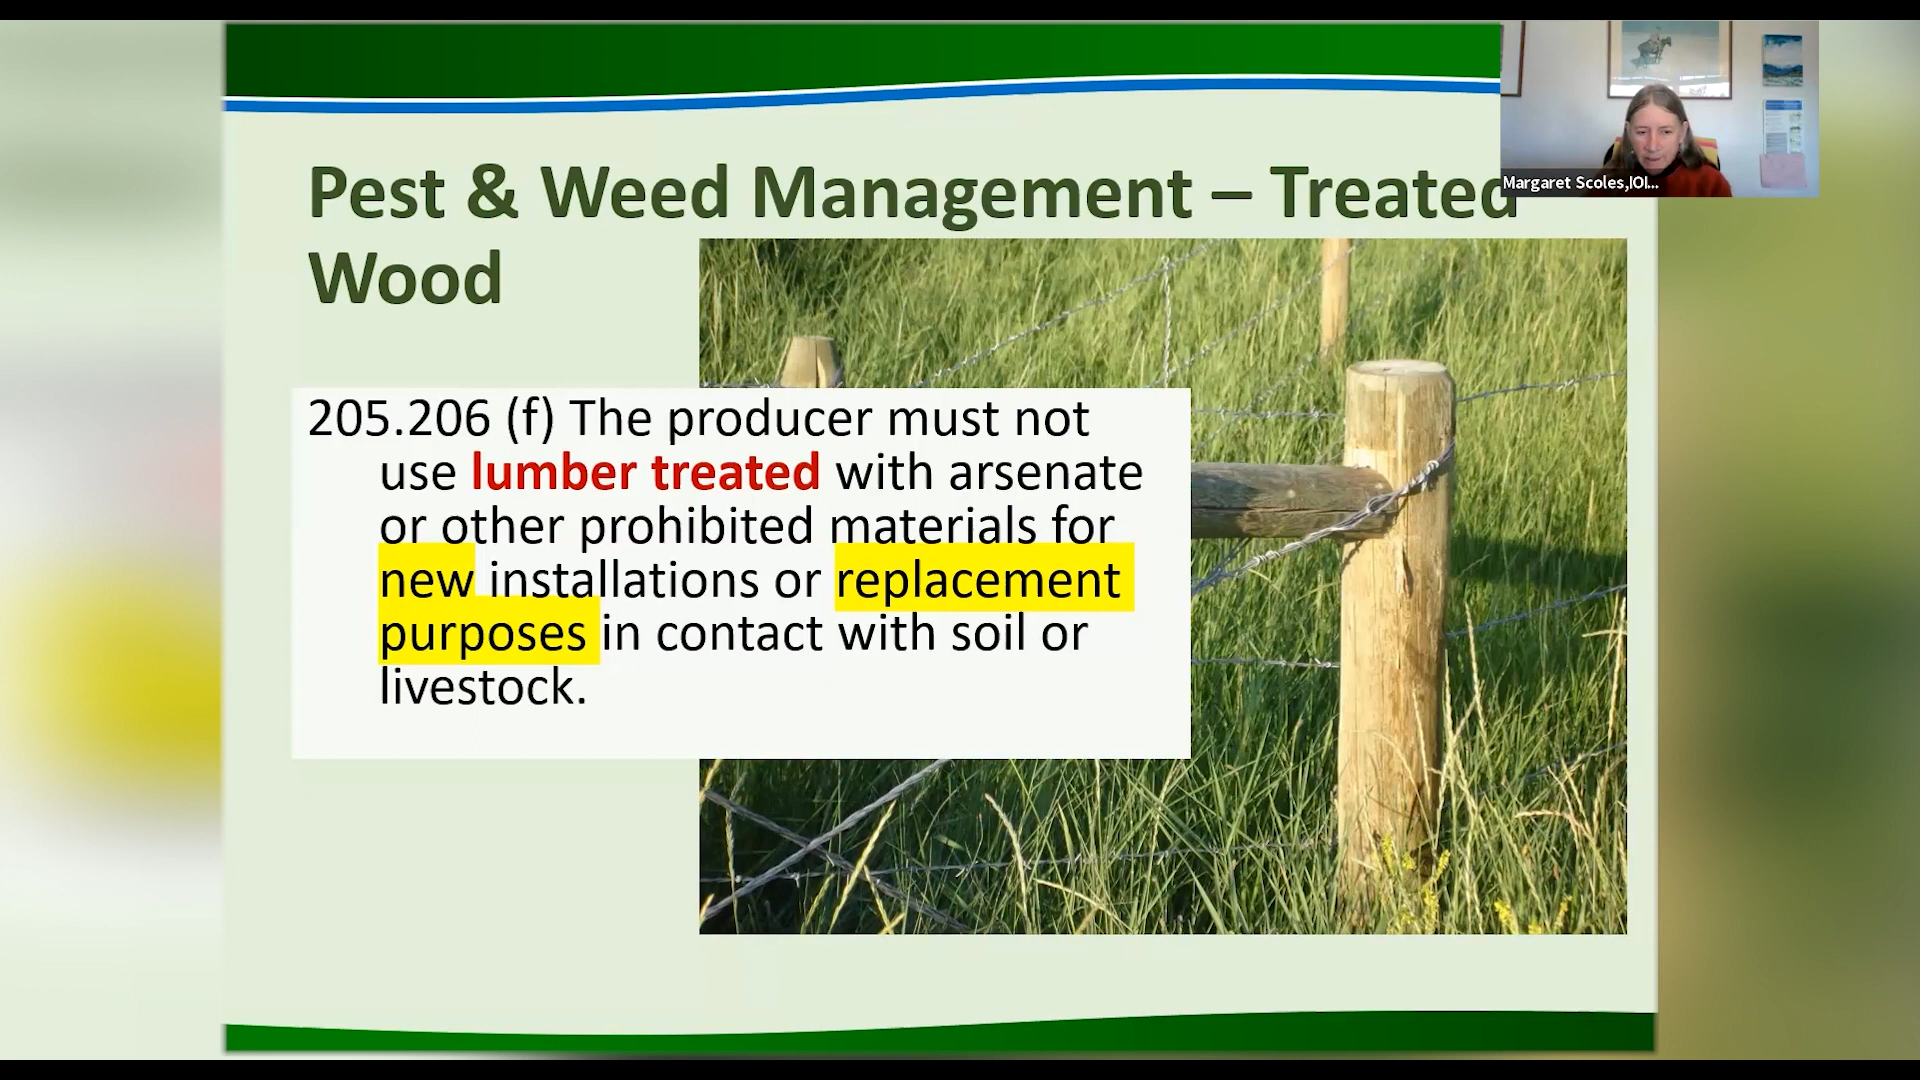 Pest & Weed Management – Treated
Wood
Margaret Scoles,IOI...
205.206 (f) The producer must not
use lumber treated with arsenate
or other prohibited materials for
new installations or replacement
purposes in contact with soil or
livestock.